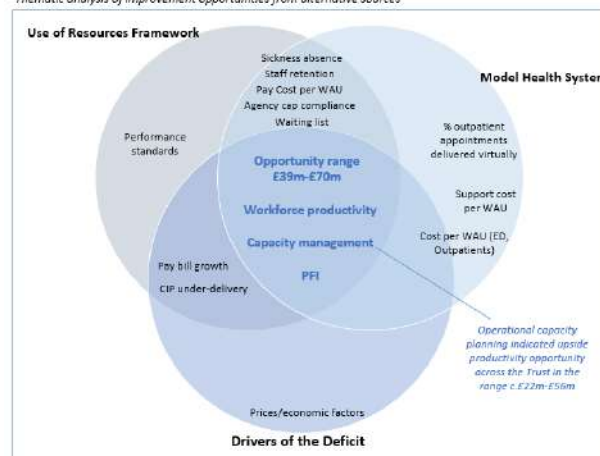 Thematic analysis of improvement opportunities from alternative sources
Use of Resources Framework
Sickness absence
Staff retention
Pay Cost per WAU
Agency cap compliance
Waiting list
Model Health System
Performance
standards
% outpatient
appointments
delivered virtually
Opportunity range
£39m-£70m
Support cost
per WAU
Workforce productivity
Cost per WAU (ED,
Outpatients)
Capacity management
Pay bill growth
CIP under-delivery
PFI
Operational capacity
planning indicated upside
productivity opportunity
across the Trust in the
range c.£22m-£56m
Prices/economic factors
Drivers of the Deficit